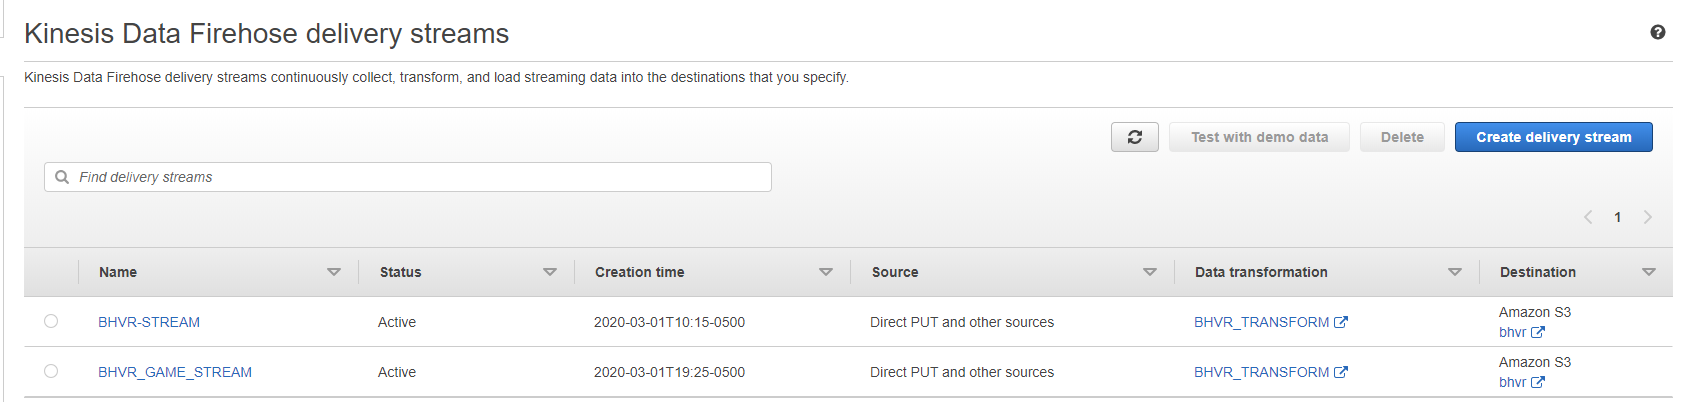 Kinesis Data Firehose delivery streams
Kinesis Data Firehose delivery streams continuously collect, transform, and load streaming data into the destinations that you specify.
Test with demo data Delete Create delivery stream
Find delivery streams
1
Name Status Creation time Source Data transformation Destination
BHVR-STREAM Active 2020-03-01T10:15-0500 Direct PUT and other sources BHVR_TRANSFORM Amazon S3
bhvr
BHVR_GAME_STREAM Active 2020-03-01T19:25-0500 Direct PUT and other sources BHVR_TRANSFORM Amazon S3
bhvr